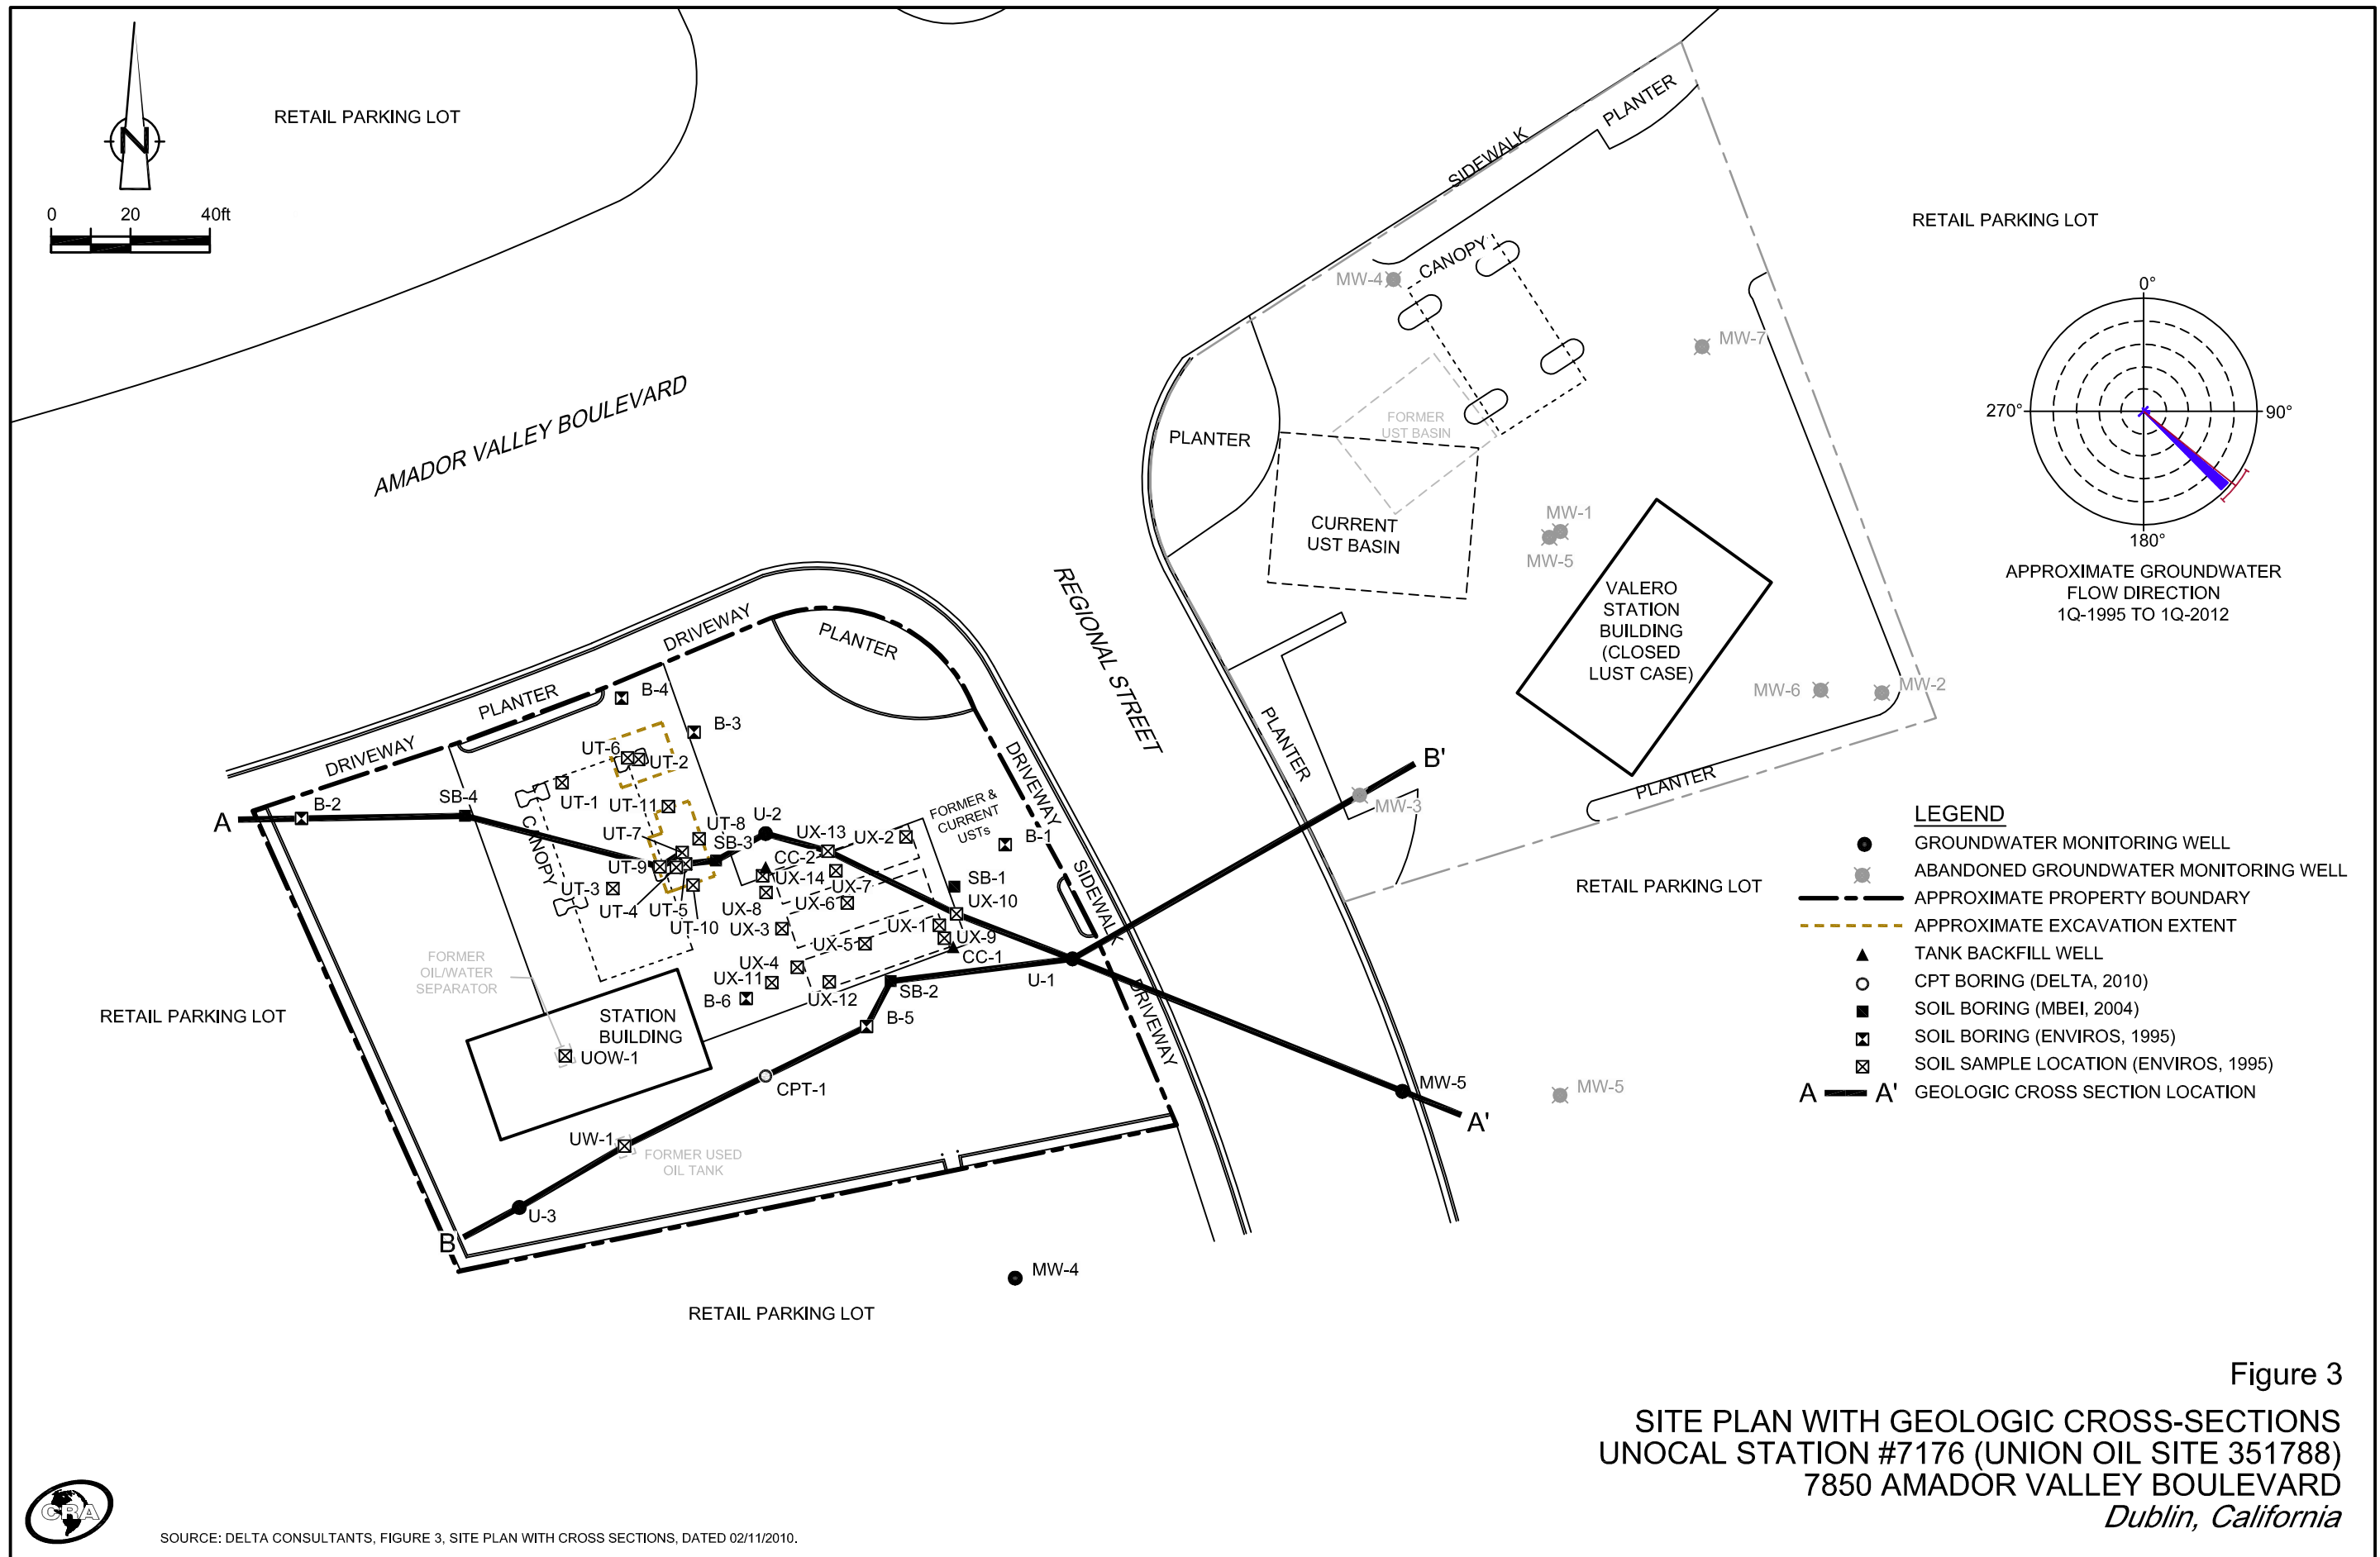 N
0 20 40ft
RETAIL PARKING LOT
AMADOR VALLEY BOULEVARD
REGIONAL STREET
SIDEWALK
PLANTER
CANOPY
MW-4
MW-7
FORMER
UST BASIN
PLANTER
CURRENT
UST BASIN
MW-1
MW-5
VALERO
STATION
BUILDING
(CLOSED
LUST CASE)
MW-6
MW-2
PLANTER
PLANTER
B'
MW-3
RETAIL PARKING LOT
RETAIL PARKING LOT
0°
270°
90°
180°
APPROXIMATE GROUNDWATER
FLOW DIRECTION
1Q-1995 TO 1Q-2012
DRIVEWAY
PLANTER
DRIVEWAY
PLANTER
DRIVEWAY
SIDEWALK
DRIVEWAY
B-4
B-3
UT-6
UT-2
A
B-2
SB-4
UT-1
UT-11
CANOPY
UT-7
UT-8
SB-3
U-2
UX-13
UX-2
FORMER &
CURRENT
USTs
B-1
UT-9
CC-2
UX-14
UX-7
SB-1
UT-3
UT-4
UT-5
UX-8
UX-6
UX-10
UT-10
UX-3
UX-1
UX-9
UX-5
CC-1
FORMER
OIL/WATER
SEPARATOR
UX-4
UX-11
B-6
UX-12
SB-2
U-1
B-5
STATION
BUILDING
UOW-1
RETAIL PARKING LOT
CPT-1
MW-5
A'
MW-5
UW-1
FORMER USED
OIL TANK
U-3
B
MW-4
RETAIL PARKING LOT
LEGEND
GROUNDWATER MONITORING WELL
ABANDONED GROUNDWATER MONITORING WELL
APPROXIMATE PROPERTY BOUNDARY
APPROXIMATE EXCAVATION EXTENT
TANK BACKFILL WELL
CPT BORING (DELTA, 2010)
SOIL BORING (MBEI, 2004)
SOIL BORING (ENVIROS, 1995)
SOIL SAMPLE LOCATION (ENVIROS, 1995)
A A' GEOLOGIC CROSS SECTION LOCATION
Figure 3
SITE PLAN WITH GEOLOGIC CROSS-SECTIONS
UNOCAL STATION #7176 (UNION OIL SITE 351788)
7850 AMADOR VALLEY BOULEVARD
Dublin, California
CRA
SOURCE: DELTA CONSULTANTS, FIGURE 3, SITE PLAN WITH CROSS SECTIONS, DATED 02/11/2010.